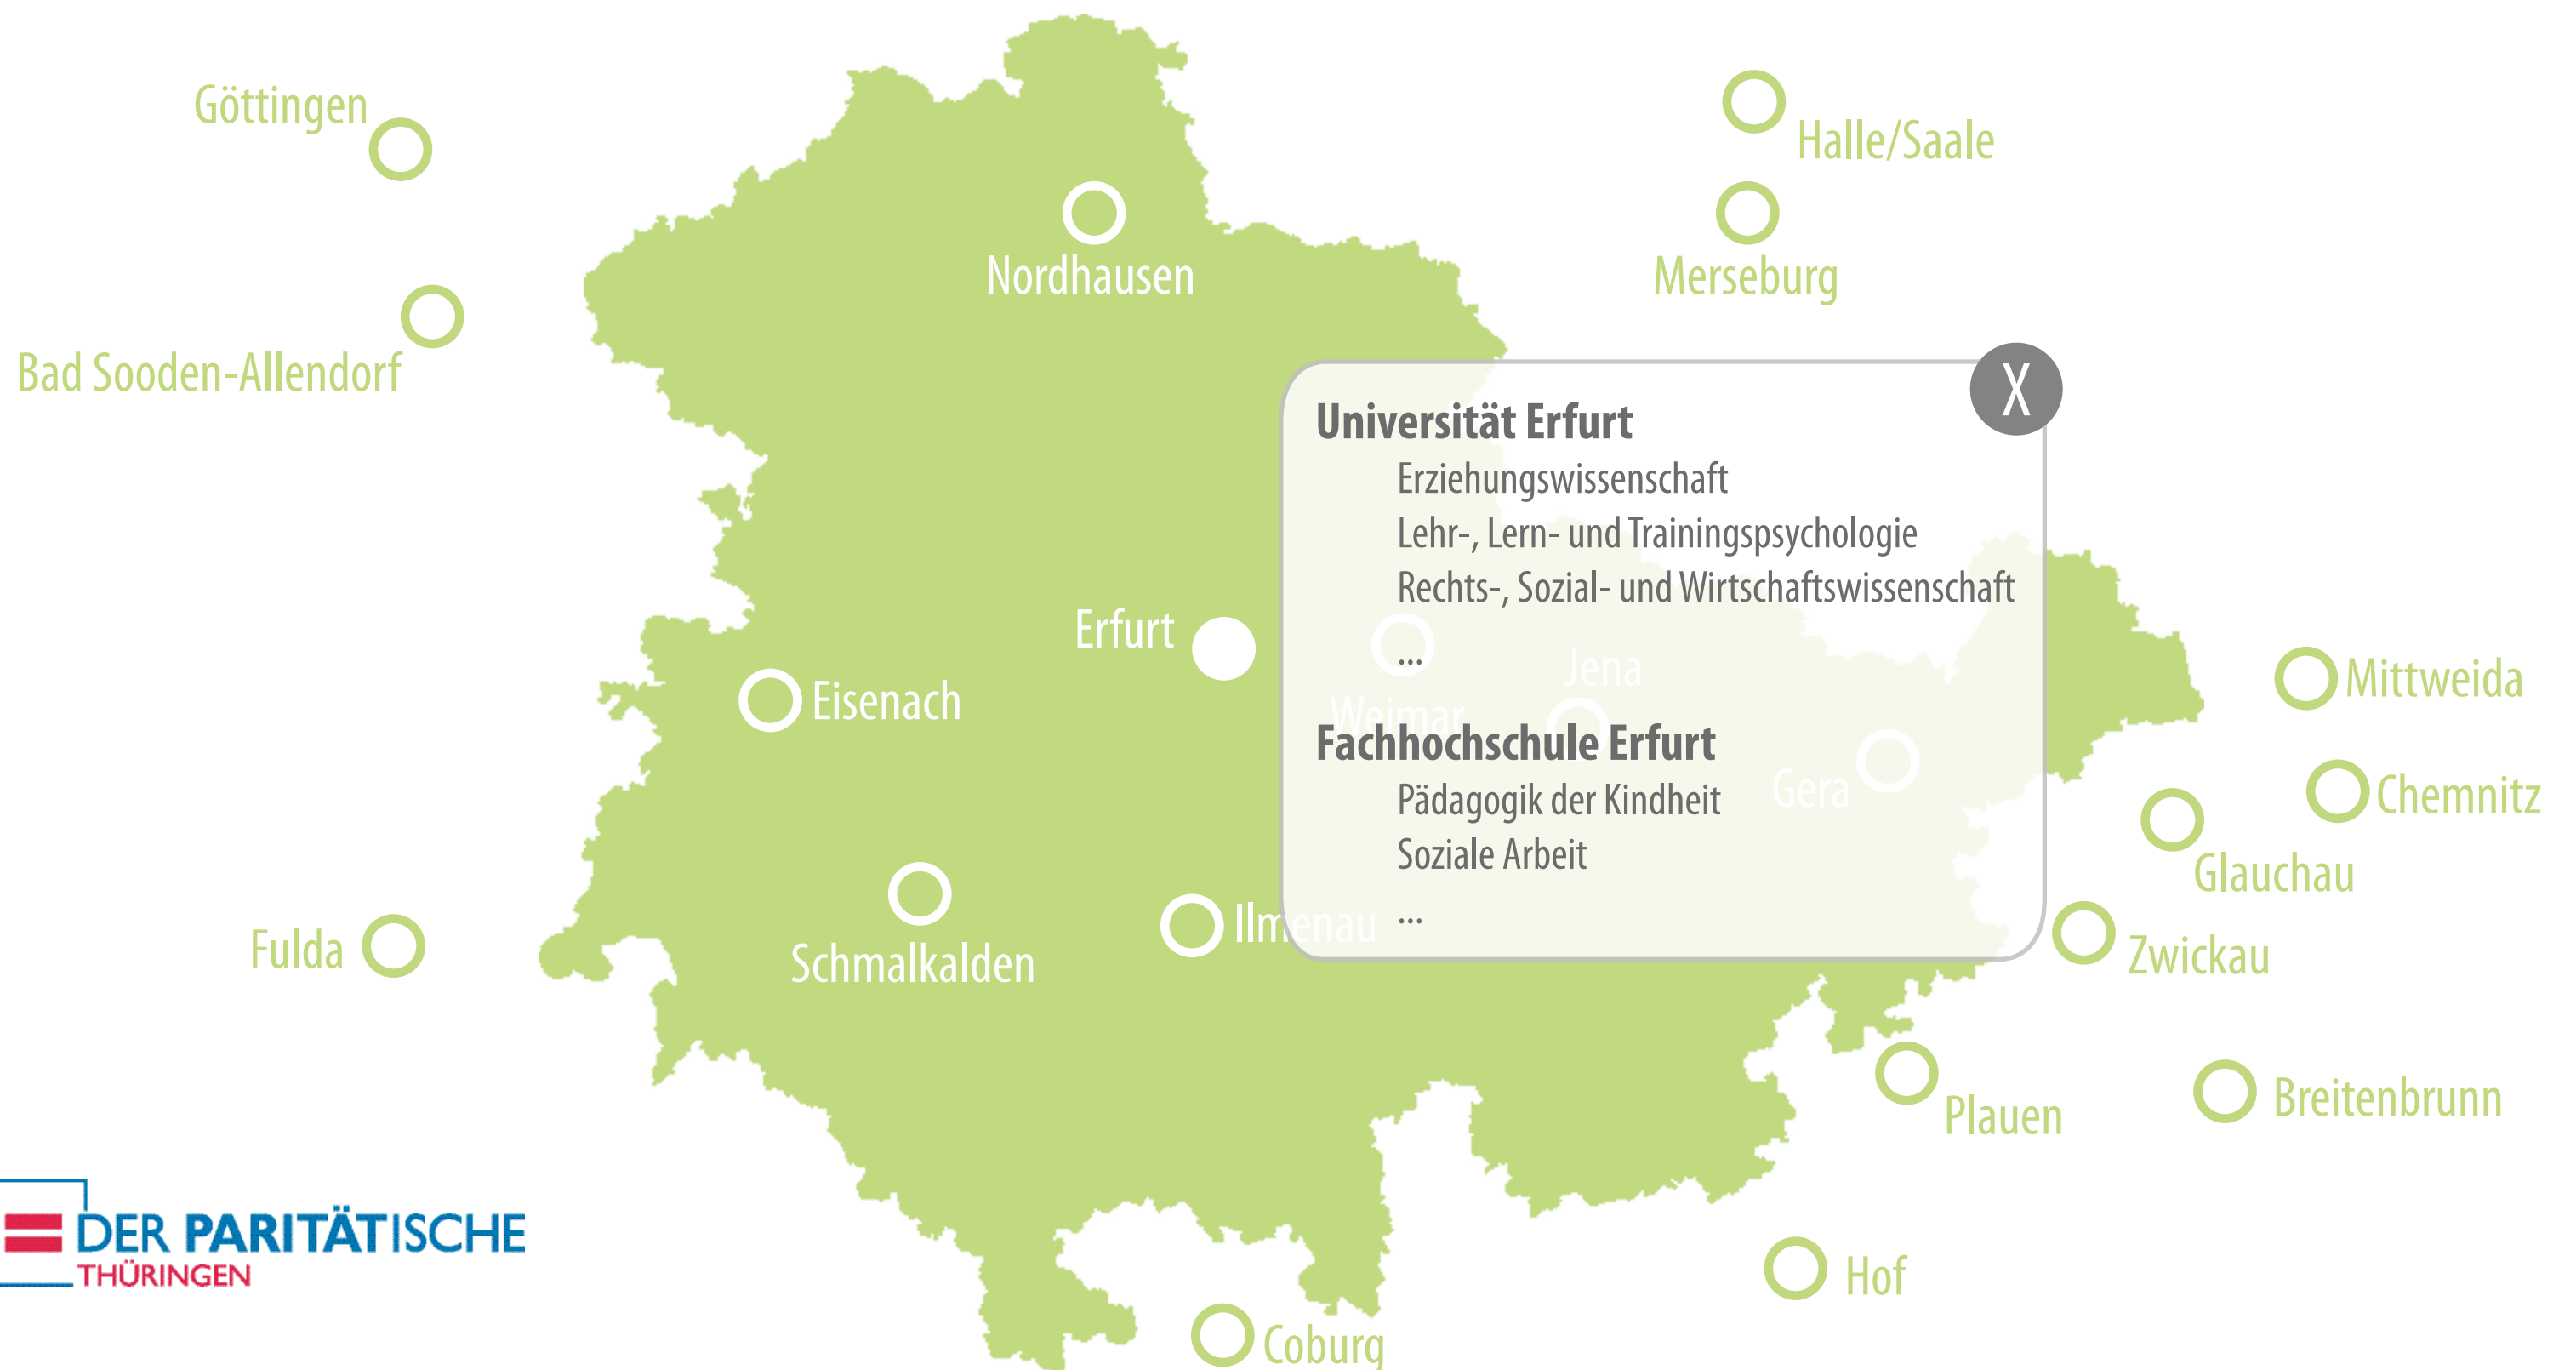 Göttingen
Halle/Saale
Nordhausen
Merseburg
Bad Sooden-Allendorf
X
Universität Erfurt
Erziehungswissenschaft
Lehr-, Lern- und Trainingspsychologie
Rechts-, Sozial- und Wirtschaftswissenschaft
...
Fachhochschule Erfurt
Pädagogik der Kindheit
Soziale Arbeit
...
Erfurt
Jena
Weimar
Eisenach
Gera
Mittweida
Chemnitz
Glauchau
Fulda
Schmalkalden
Ilmenau
Zwickau
Plauen
Breitenbrunn
DER PARITÄTISCHE
THÜRINGEN
Hof
Coburg